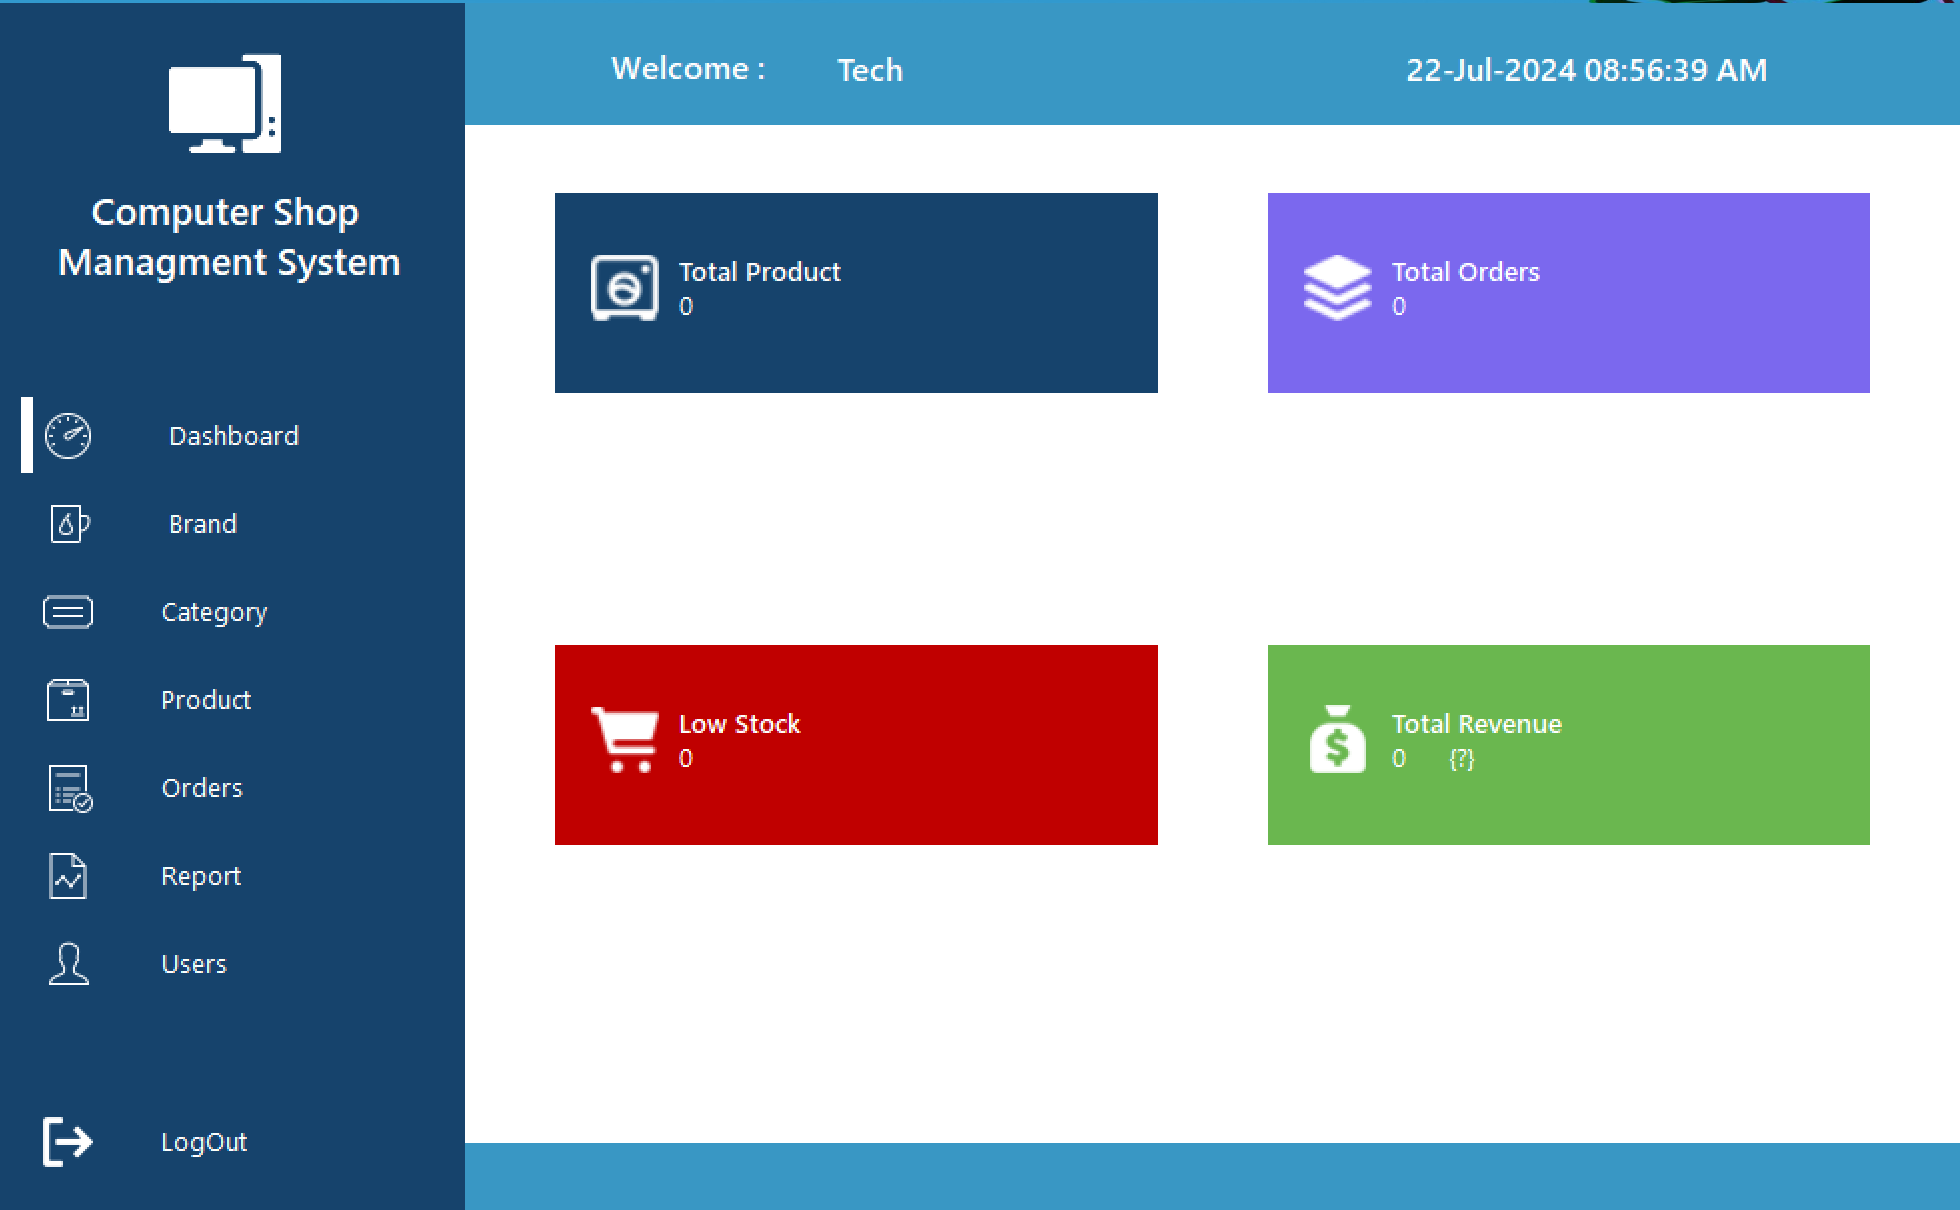 Computer Shop
Managment System
Dashboard
Brand
Category
Product
Orders
Report
Users
LogOut
Welcome : Tech 22-Jul-2024 08:56:39 AM
Total Product
0
Total Orders
0
Low Stock
0
Total Revenue
0 {?}